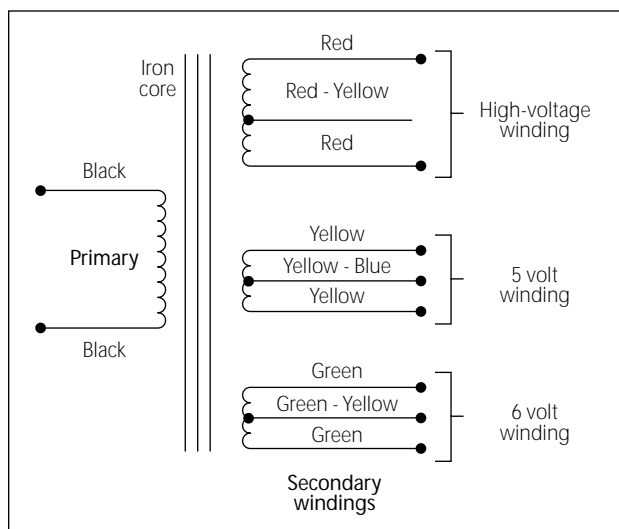 Iron
core
Red
Red - Yellow
Red
High-voltage
winding
Black
Primary
Black
Yellow
Yellow - Blue
Yellow
5 volt
winding
Green
Green - Yellow
Green
6 volt
winding
Secondary
windings